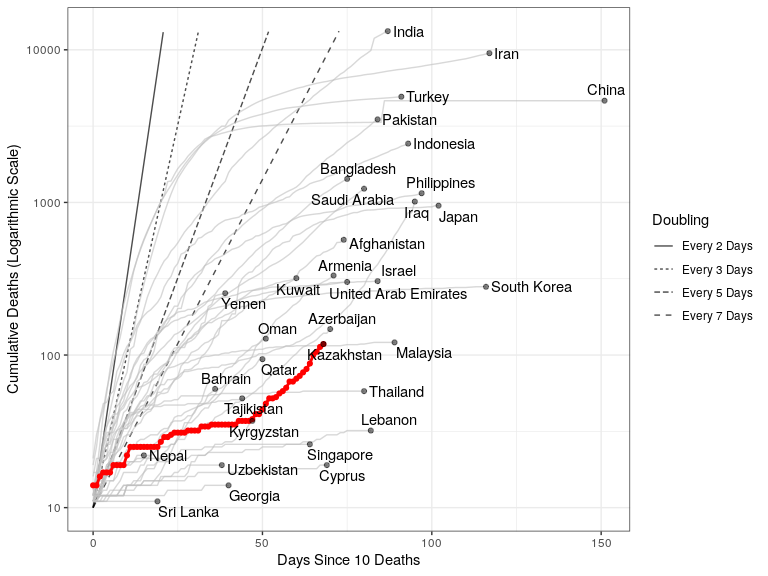 Cumulative Deaths (Logarithmic Scale)
10000
1000
100
10
India
Iran
China
Turkey
Pakistan
Indonesia
Bangladesh
Philippines
Saudi Arabia
Iraq
Japan
Afghanistan
Armenia
Israel
Kuwait
United Arab Emirates
South Korea
Yemen
Azerbaijan
Oman
Kazakhstan
Malaysia
Qatar
Bahrain
Thailand
Tajikistan
Lebanon
Kyrgyzstan
Nepal
Singapore
Uzbekistan
Cyprus
Georgia
Sri Lanka
0
50
100
150
Days Since 10 Deaths
Doubling
Every 2 Days
Every 3 Days
Every 5 Days
Every 7 Days